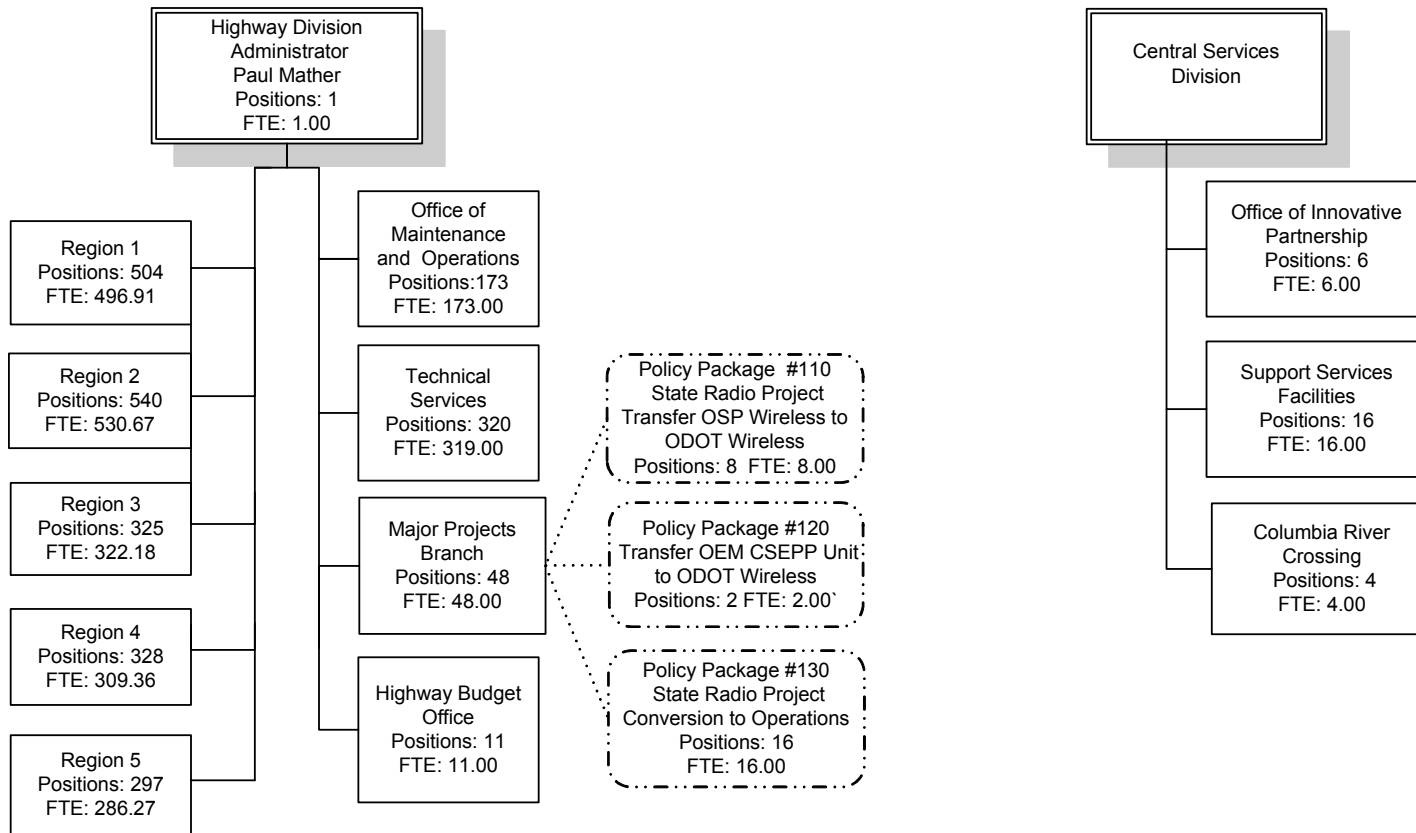 Highway Division
Administrator
Paul Mather
Positions: 1
FTE: 1.00
Central Services
Division
Region 1
Positions: 504
FTE: 496.91
Region 2
Positions: 540
FTE: 530.67
Region 3
Positions: 325
FTE: 322.18
Region 4
Positions: 328
FTE: 309.36
Region 5
Positions: 297
FTE: 286.27
Office of
Maintenance
and Operations
Positions:173
FTE: 173.00
Technical
Services
Positions: 320
FTE: 319.00
Major Projects
Branch
Positions: 48
FTE: 48.00
Highway Budget
Office
Positions: 11
FTE: 11.00
Policy Package #110
State Radio Project
Transfer OSP Wireless to
ODOT Wireless
Positions: 8 FTE: 8.00
Policy Package #120
Transfer OEM CSEPP Unit
to ODOT Wireless
Positions: 2 FTE: 2.00`
Policy Package #130
State Radio Project
Conversion to Operations
Positions: 16
FTE: 16.00
Office of Innovative
Partnership
Positions: 6
FTE: 6.00
Support Services
Facilities
Positions: 16
FTE: 16.00
Columbia River
Crossing
Positions: 4
FTE: 4.00